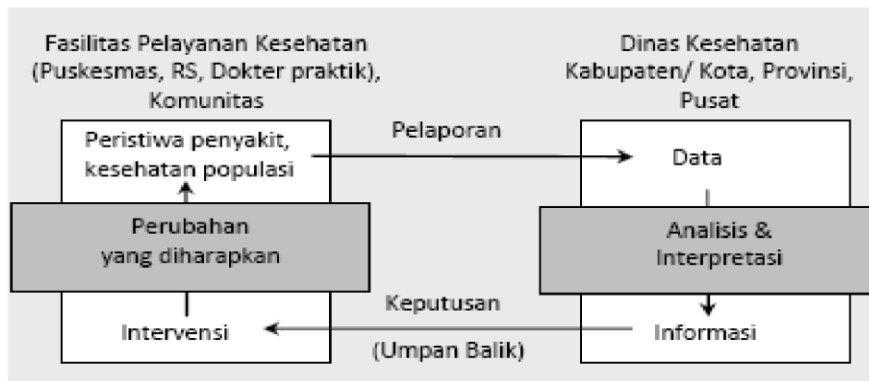 Fasilitas Pelayanan Kesehatan
(Puskesmas, RS, Dokter praktik),
Komunitas
Peristiwa penyakit,
kesehatan populasi
Perubahan
yang diharapkan
Intervensi
Pelaporan
Keputusan
(Umpan Balik)
Dinas Kesehatan
Kabupaten/ Kota, Provinsi,
Pusat
Data
Analisis &
Interpretasi
Informasi